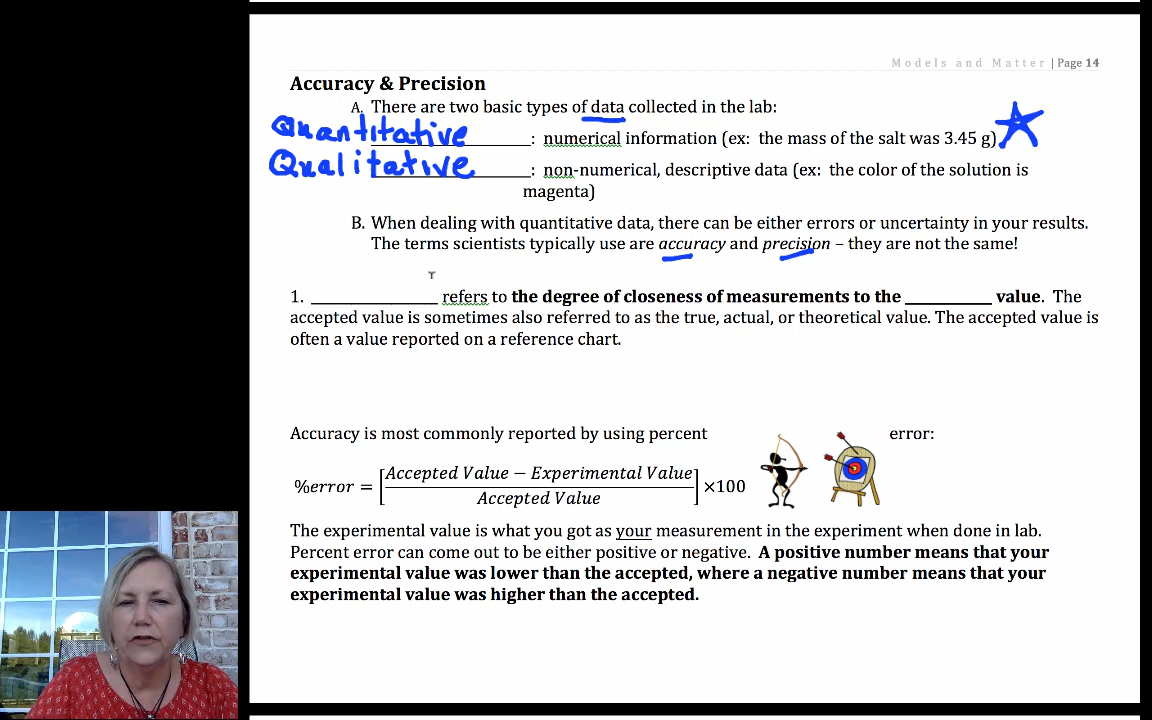 Models and Matter | Page 14
Accuracy & Precision
A. There are two basic types of data collected in the lab:
Quantitative : numerical information (ex: the mass of the salt was 3.45 g)
Qualitative : non-numerical, descriptive data (ex: the color of the solution is
magenta)
B. When dealing with quantitative data, there can be either errors or uncertainty in your results.
The terms scientists typically use are accuracy and precision – they are not the same!
1. ______________ refers to the degree of closeness of measurements to the __________ value. The
accepted value is sometimes also referred to as the true, actual, or theoretical value. The accepted value is
often a value reported on a reference chart.
Accuracy is most commonly reported by using percent error:
%error = [Accepted Value − Experimental Value / Accepted Value] ×100
The experimental value is what you got as your measurement in the experiment when done in lab.
Percent error can come out to be either positive or negative. A positive number means that your
experimental value was lower than the accepted, where a negative number means that your
experimental value was higher than the accepted.